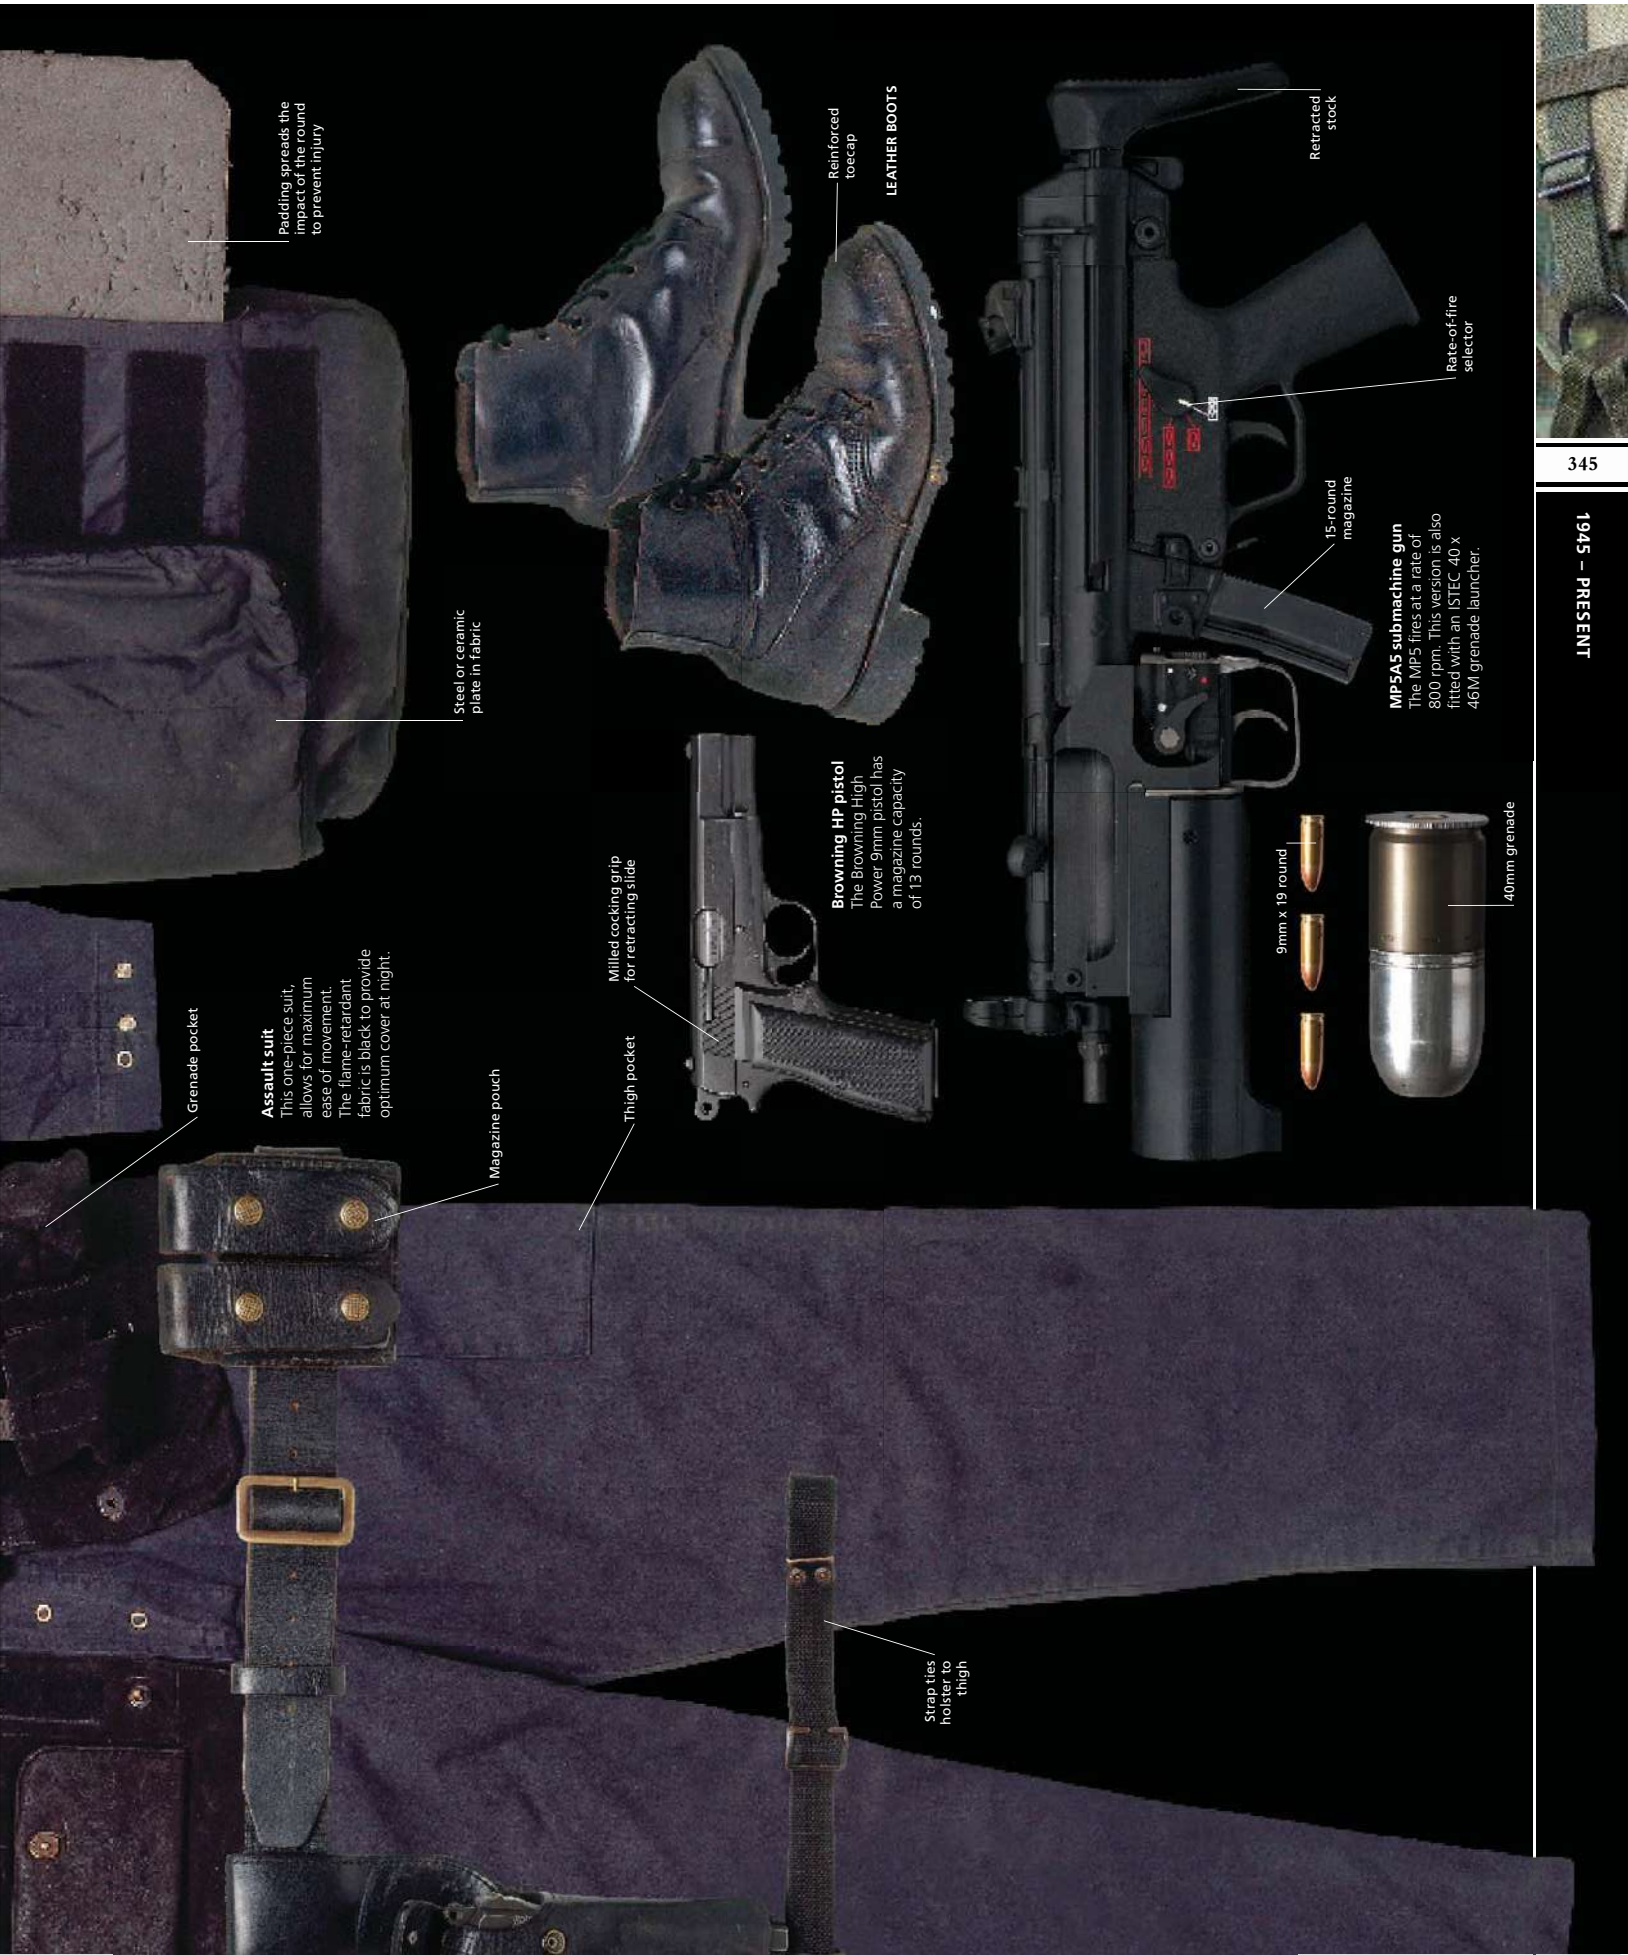 Padding spreads the
impact of the round
to prevent injury
Reinforced
toecap
LEATHER BOOTS
Retracted
stock
Rate-of-fire
selector
345
1945 – PRESENT
15-round
magazine
MP5A5 submachine gun
The MP5 fires at a rate of
800 rpm. This version is also
fitted with an ISTEC 40 x
46M grenade launcher.
Steel or ceramic
plate in fabric
Browning HP pistol
The Browning High
Power 9mm pistol has
a magazine capacity
of 13 rounds.
Milled cocking grip
for retracting slide
9mm x 19 round
40mm grenade
Grenade pocket
Assault suit
This one-piece suit,
allows for maximum
ease of movement.
The flame-retardant
fabric is black to provide
optimum cover at night.
Magazine pouch
Thigh pocket
Strap ties
holster to
thigh